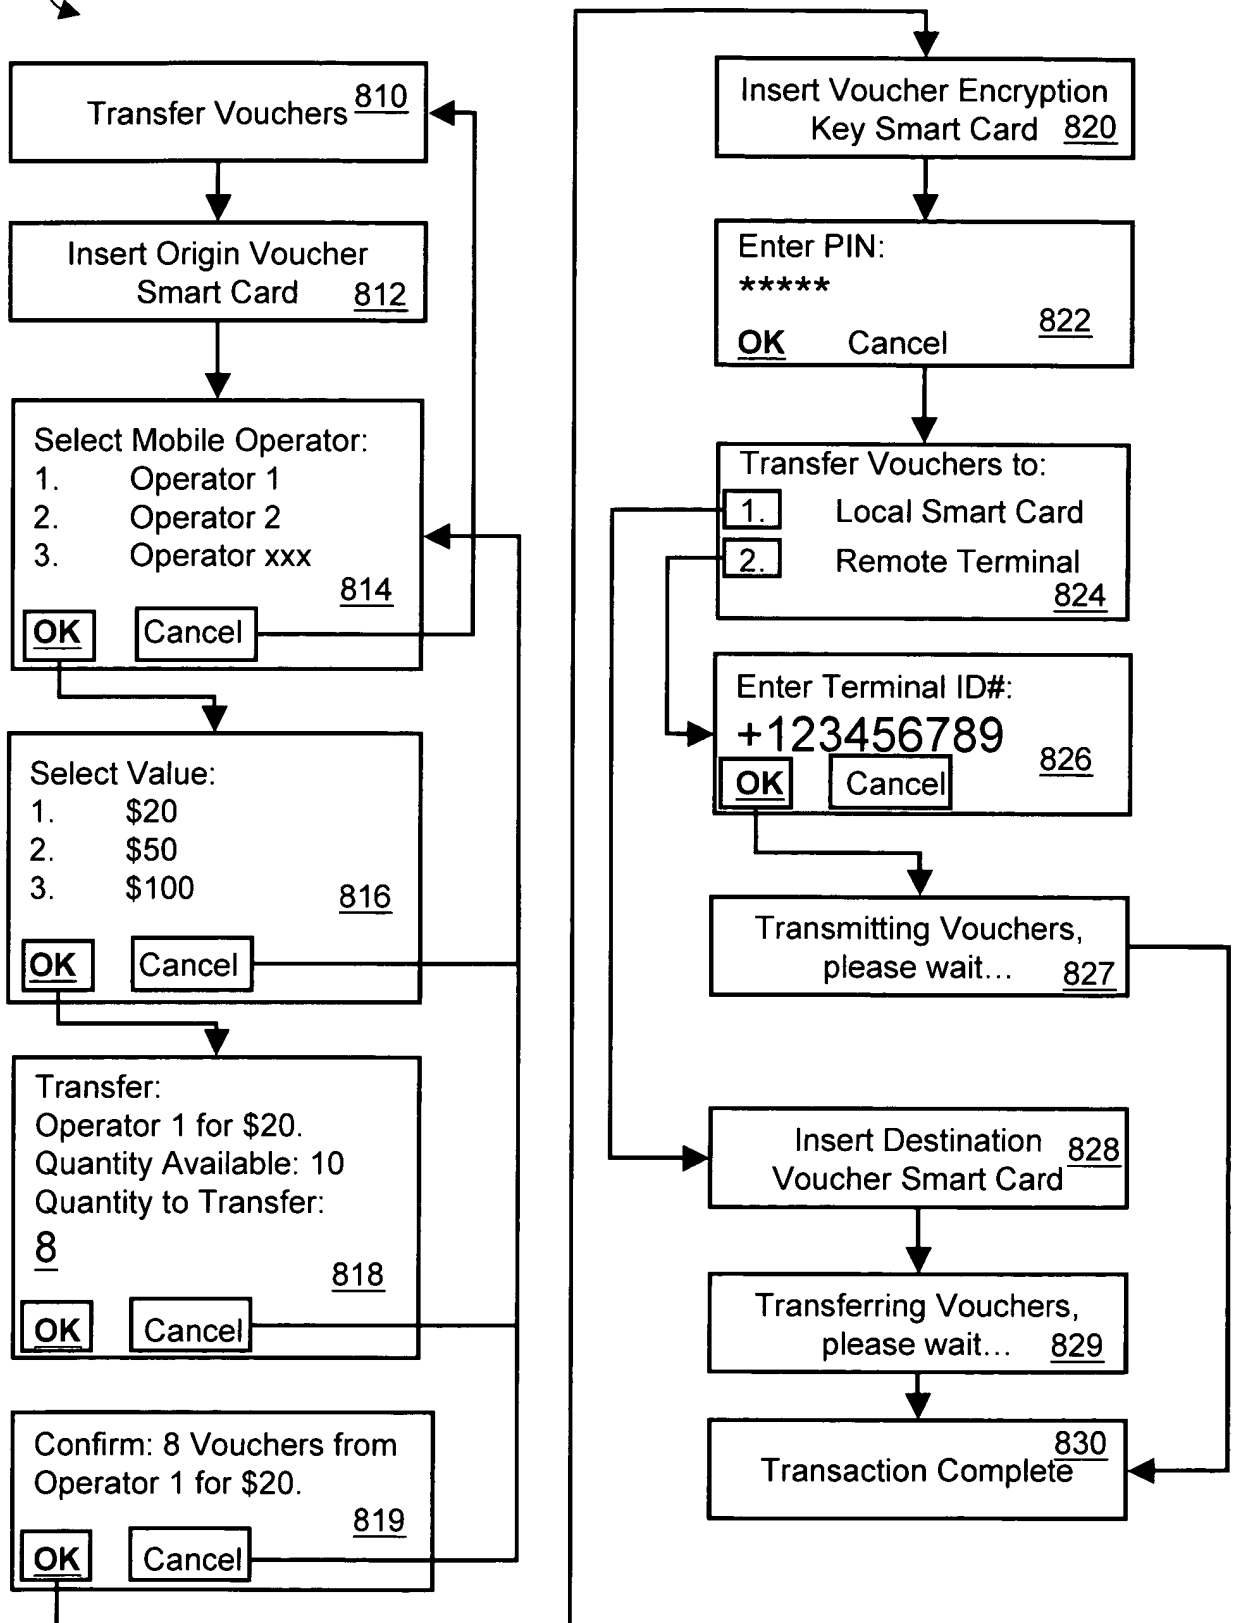 Transfer Vouchers 810
Insert Origin Voucher
Smart Card 812
Select Mobile Operator:
1. Operator 1
2. Operator 2
3. Operator xxx
814
OK Cancel
Select Value:
1. $20
2. $50
3. $100
816
OK Cancel
Transfer:
Operator 1 for $20.
Quantity Available: 10
Quantity to Transfer:
8
818
OK Cancel
Confirm: 8 Vouchers from
Operator 1 for $20.
819
OK Cancel
Insert Voucher Encryption
Key Smart Card 820
Enter PIN:
*****
822
OK Cancel
Transfer Vouchers to:
1. Local Smart Card
2. Remote Terminal
824
Enter Terminal ID#:
+123456789
826
OK Cancel
Transmitting Vouchers,
please wait... 827
Insert Destination 828
Voucher Smart Card
Transferring Vouchers,
please wait... 829
830
Transaction Complete